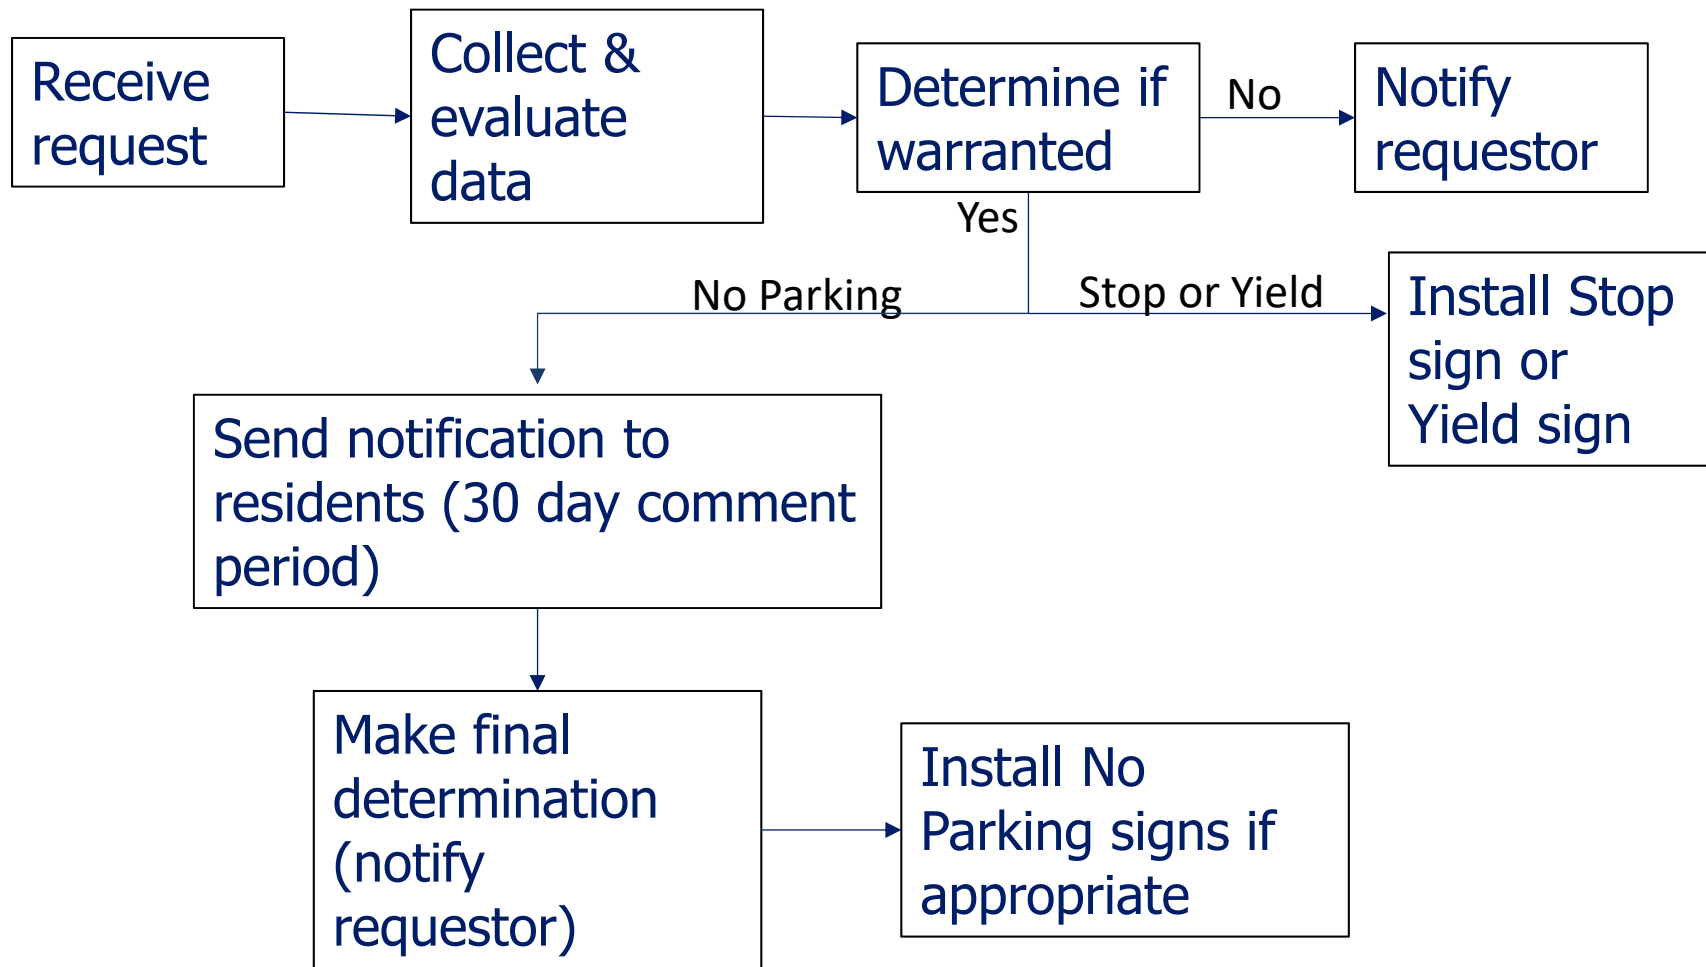 Receive
request
Collect &
evaluate
data
Determine if
warranted
No
Notify
requestor
Yes
No Parking
Stop or Yield
Install Stop
sign or
Yield sign
Send notification to
residents (30 day comment
period)
Make final
determination
(notify
requestor)
Install No
Parking signs if
appropriate